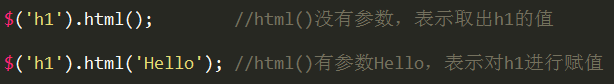 $('h1').html();        //html()没有参数，表示取出h1的值
$('h1').html('Hello'); //html()有参数Hello，表示对h1进行赋值